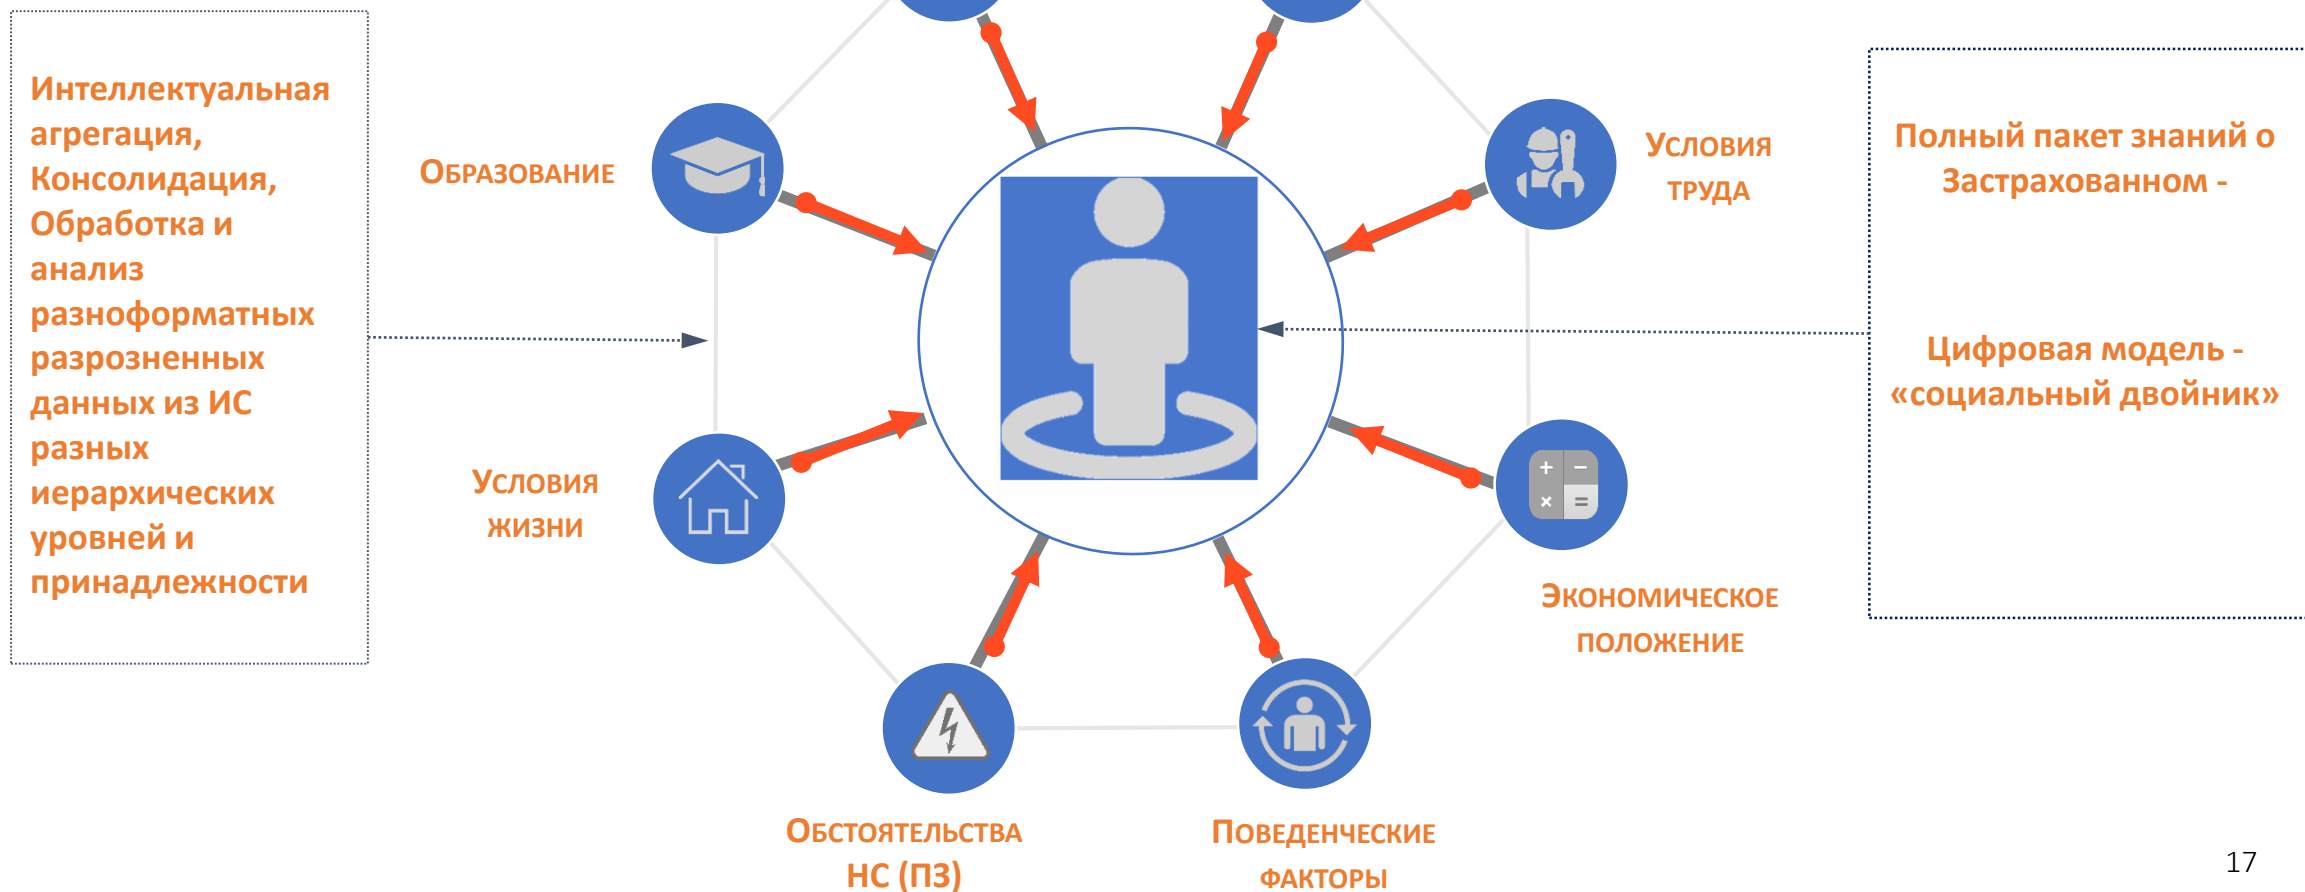 Интеллектуальная
агрегация,
Консолидация,
Обработка и
анализ
разноформатных
разрозненных
данных из ИС
разных
иерархических
уровней и
принадлежности
Образование
Условия
жизни
Обстоятельства
НС (ПЗ)
Поведенческие
факторы
Экономическое
положение
Условия
труда
Полный пакет знаний о
Застрахованном -
Цифровая модель -
«социальный двойник»
+ −
× =
17